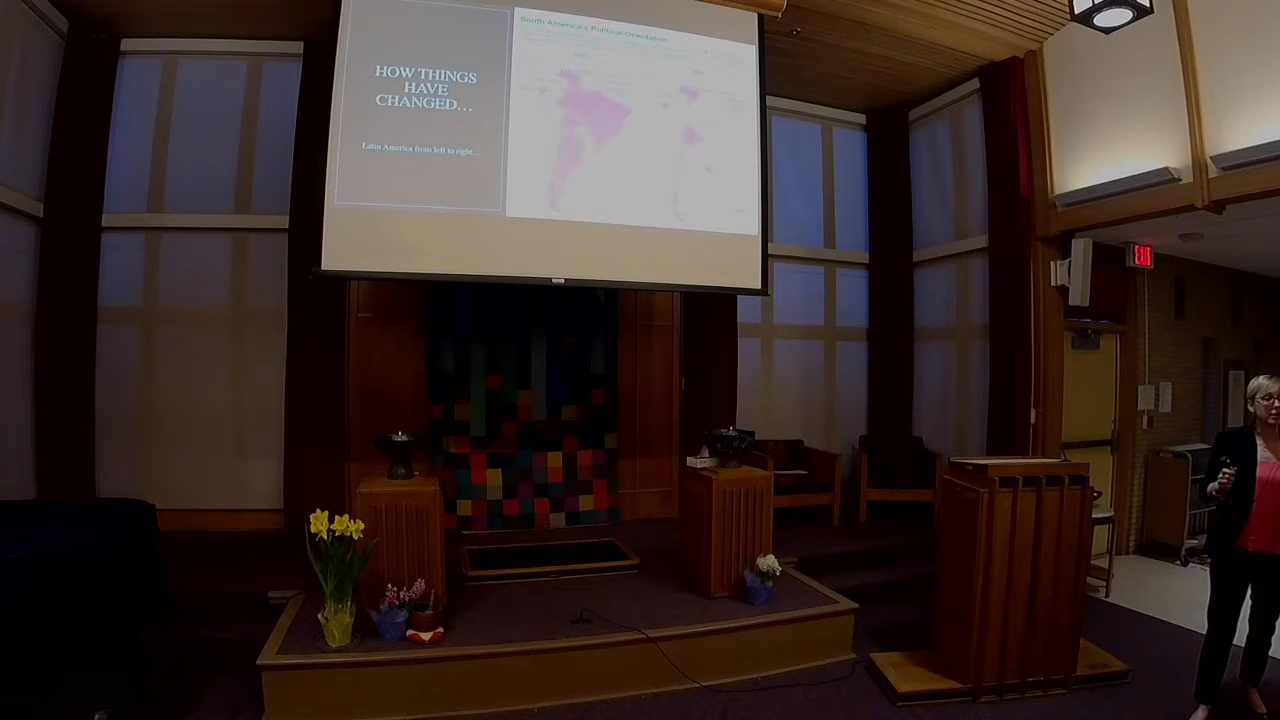 HOW THINGS
HAVE
CHANGED...
Latin America from left to right...
South America's Political Orientation
EXIT